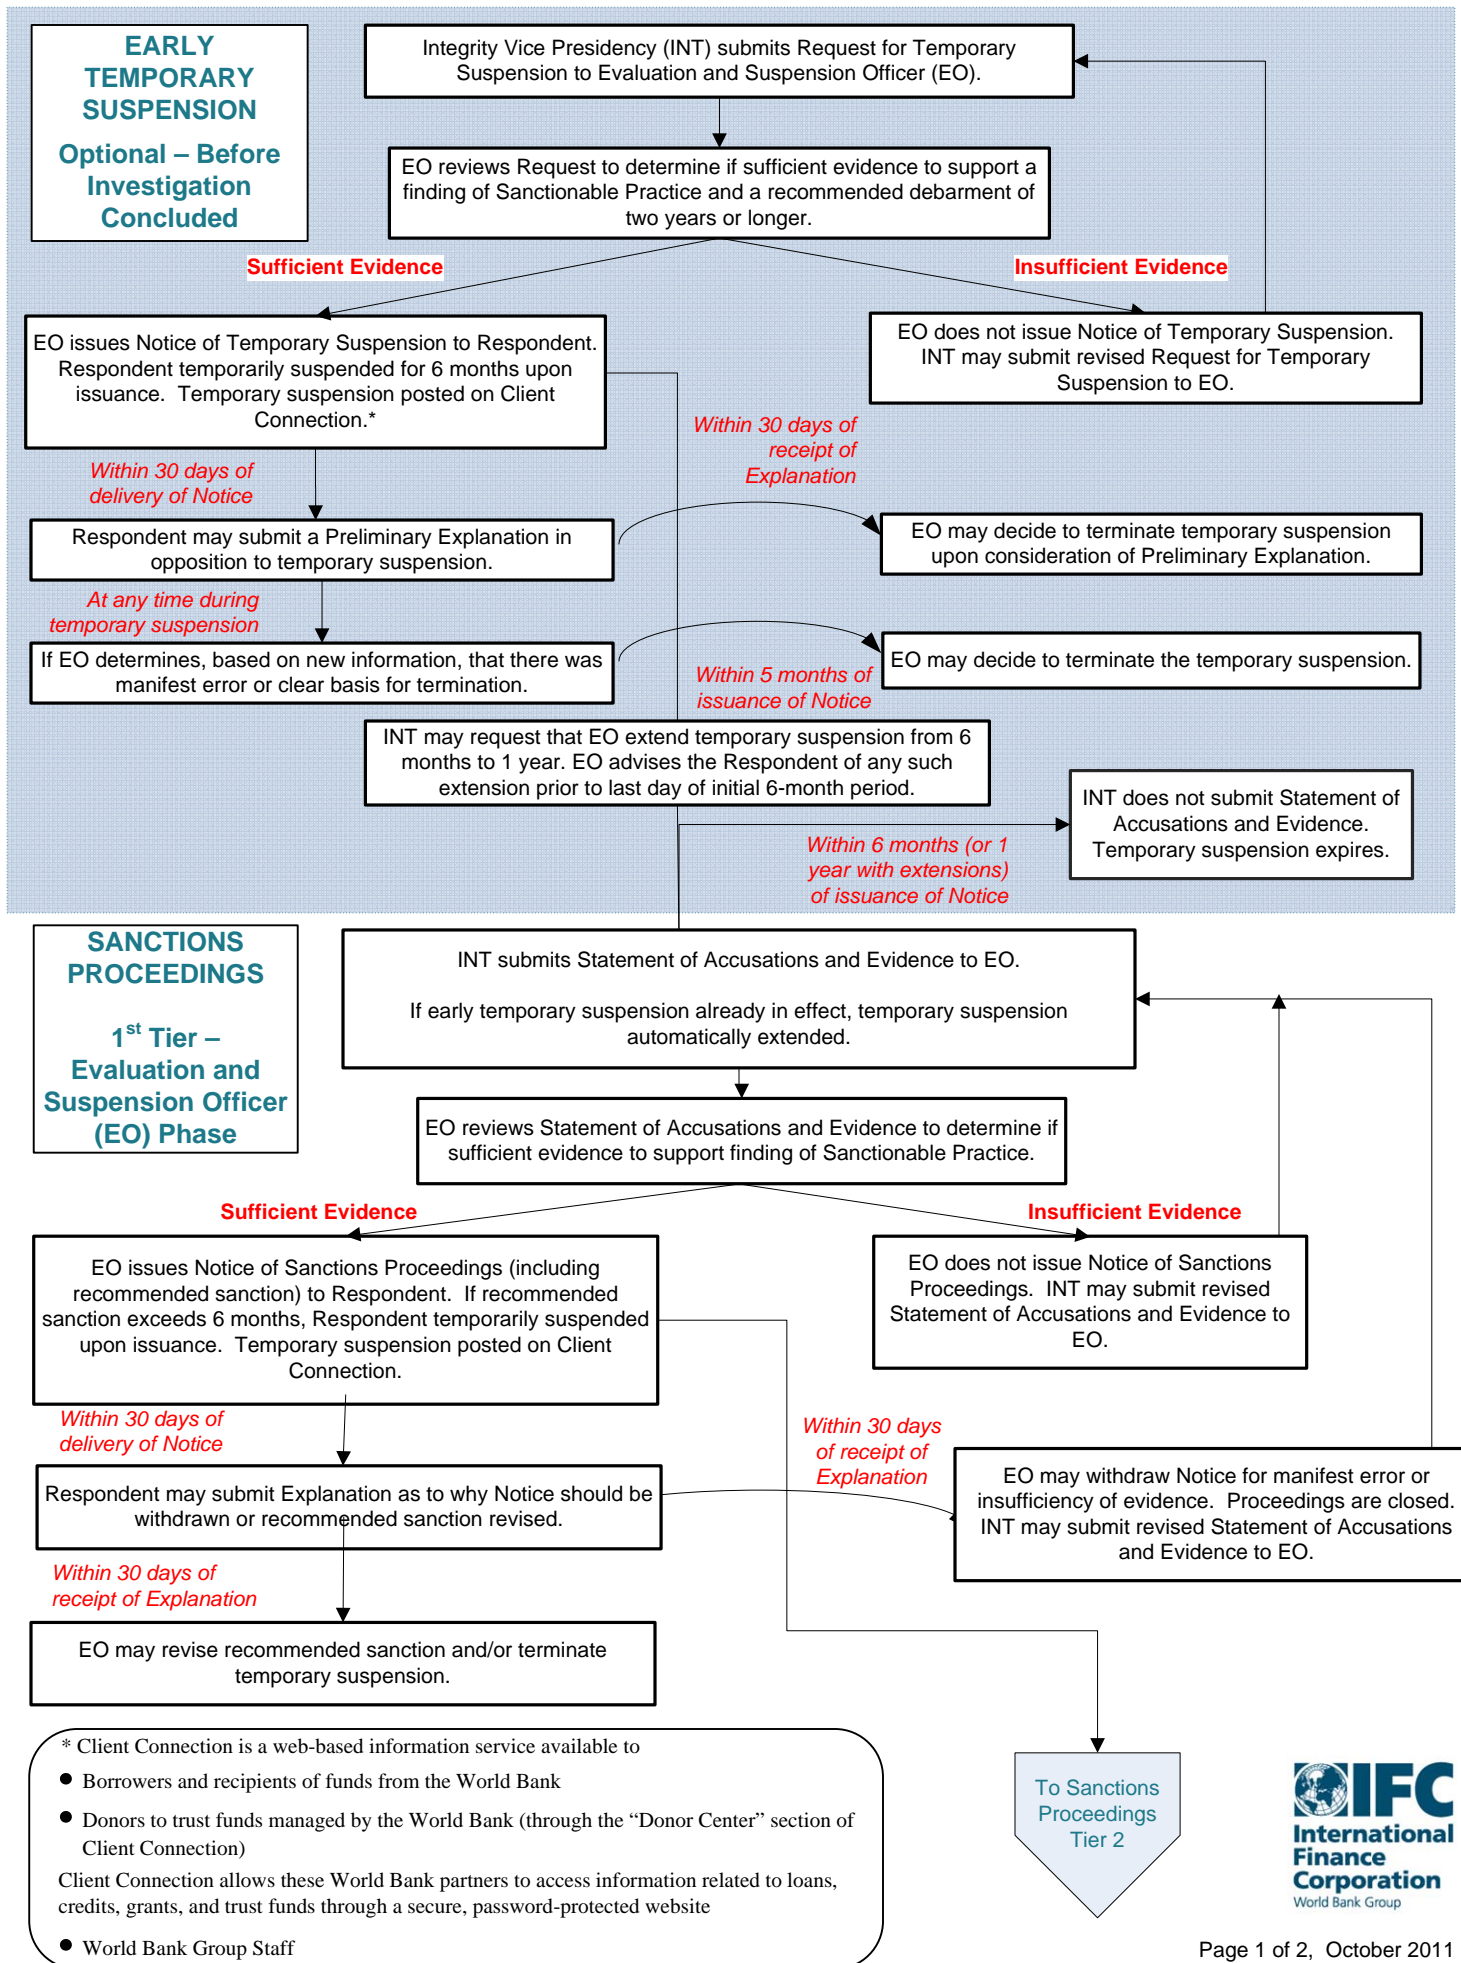 EARLY
TEMPORARY
SUSPENSION
Optional – Before
Investigation
Concluded
Integrity Vice Presidency (INT) submits Request for Temporary
Suspension to Evaluation and Suspension Officer (EO).
EO reviews Request to determine if sufficient evidence to support a
finding of Sanctionable Practice and a recommended debarment of
two years or longer.
Sufficient Evidence
Insufficient Evidence
EO issues Notice of Temporary Suspension to Respondent.
Respondent temporarily suspended for 6 months upon
issuance. Temporary suspension posted on Client
Connection.*
EO does not issue Notice of Temporary Suspension.
INT may submit revised Request for Temporary
Suspension to EO.
Within 30 days of
delivery of Notice
Within 30 days of
receipt of
Explanation
Respondent may submit a Preliminary Explanation in
opposition to temporary suspension.
EO may decide to terminate temporary suspension
upon consideration of Preliminary Explanation.
At any time during
temporary suspension
If EO determines, based on new information, that there was
manifest error or clear basis for termination.
EO may decide to terminate the temporary suspension.
Within 5 months of
issuance of Notice
INT may request that EO extend temporary suspension from 6
months to 1 year. EO advises the Respondent of any such
extension prior to last day of initial 6-month period.
INT does not submit Statement of
Accusations and Evidence.
Temporary suspension expires.
Within 6 months (or 1
year with extensions)
of issuance of Notice
SANCTIONS
PROCEEDINGS
1st Tier –
Evaluation and
Suspension Officer
(EO) Phase
INT submits Statement of Accusations and Evidence to EO.
If early temporary suspension already in effect, temporary suspension
automatically extended.
EO reviews Statement of Accusations and Evidence to determine if
sufficient evidence to support finding of Sanctionable Practice.
Sufficient Evidence
Insufficient Evidence
EO issues Notice of Sanctions Proceedings (including
recommended sanction) to Respondent. If recommended
sanction exceeds 6 months, Respondent temporarily suspended
upon issuance. Temporary suspension posted on Client
Connection.
EO does not issue Notice of Sanctions
Proceedings. INT may submit revised
Statement of Accusations and Evidence to
EO.
Within 30 days of
delivery of Notice
Within 30 days
of receipt of
Explanation
Respondent may submit Explanation as to why Notice should be
withdrawn or recommended sanction revised.
EO may withdraw Notice for manifest error or
insufficiency of evidence. Proceedings are closed.
INT may submit revised Statement of Accusations
and Evidence to EO.
Within 30 days of
receipt of Explanation
EO may revise recommended sanction and/or terminate
temporary suspension.
* Client Connection is a web-based information service available to
● Borrowers and recipients of funds from the World Bank
● Donors to trust funds managed by the World Bank (through the “Donor Center” section of
Client Connection)
Client Connection allows these World Bank partners to access information related to loans,
credits, grants, and trust funds through a secure, password-protected website
● World Bank Group Staff
To Sanctions
Proceedings
Tier 2
IFC
International
Finance
Corporation
World Bank Group
Page 1 of 2, October 2011